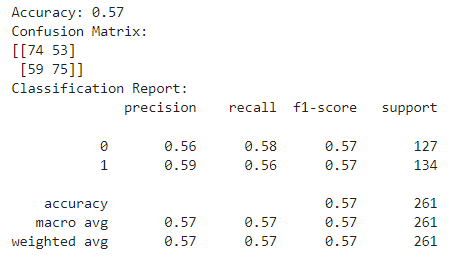 Accuracy: 0.57
Confusion Matrix:
[[74 53]
 [59 75]]
Classification Report:
              precision    recall  f1-score   support

           0       0.56      0.58      0.57       127
           1       0.59      0.56      0.57       134

    accuracy                           0.57       261
   macro avg       0.57      0.57      0.57       261
weighted avg       0.57      0.57      0.57       261